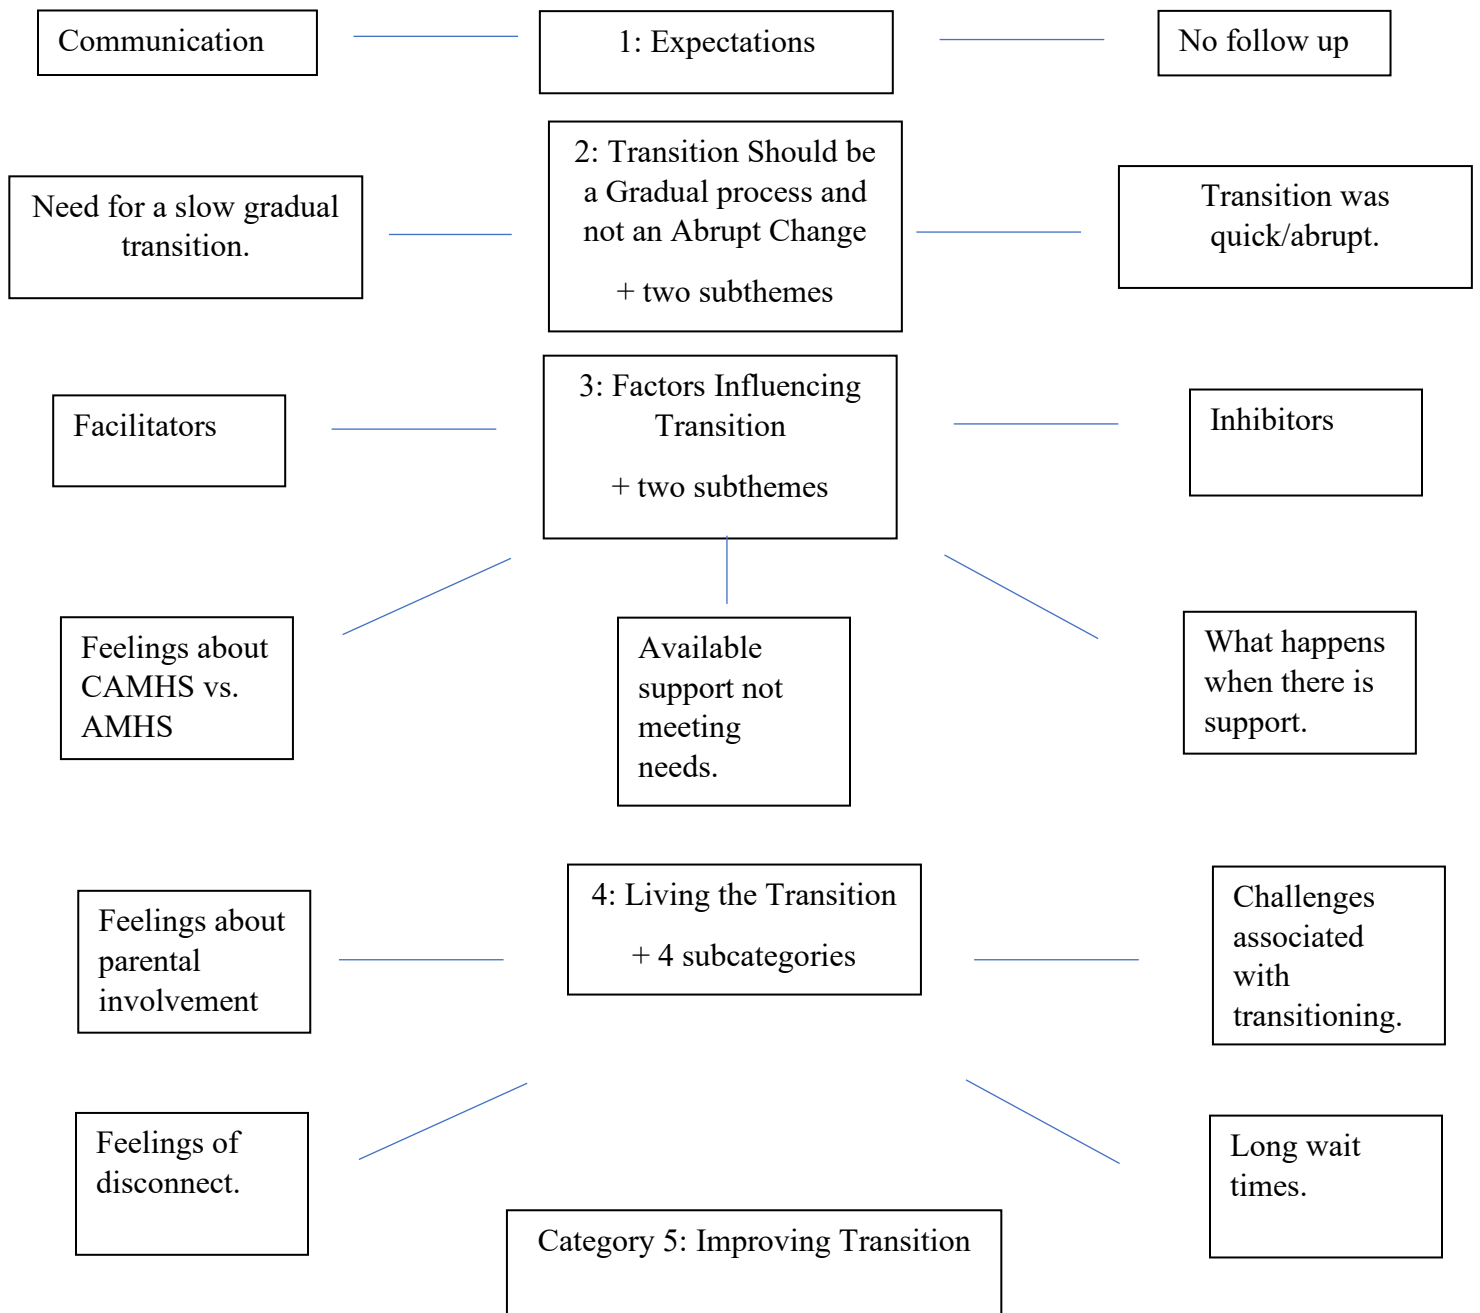 Communication
1: Expectations
No follow up
Need for a slow gradual
transition.
2: Transition Should be
a Gradual process and
not an Abrupt Change
+ two subthemes
Transition was
quick/abrupt.
Facilitators
3: Factors Influencing
Transition
+ two subthemes
Inhibitors
Feelings about
CAMHS vs.
AMHS
Available
support not
meeting
needs.
What happens
when there is
support.
Feelings about
parental
involvement
4: Living the Transition
+ 4 subcategories
Challenges
associated
with
transitioning.
Feelings of
disconnect.
Long wait
times.
Category 5: Improving Transition